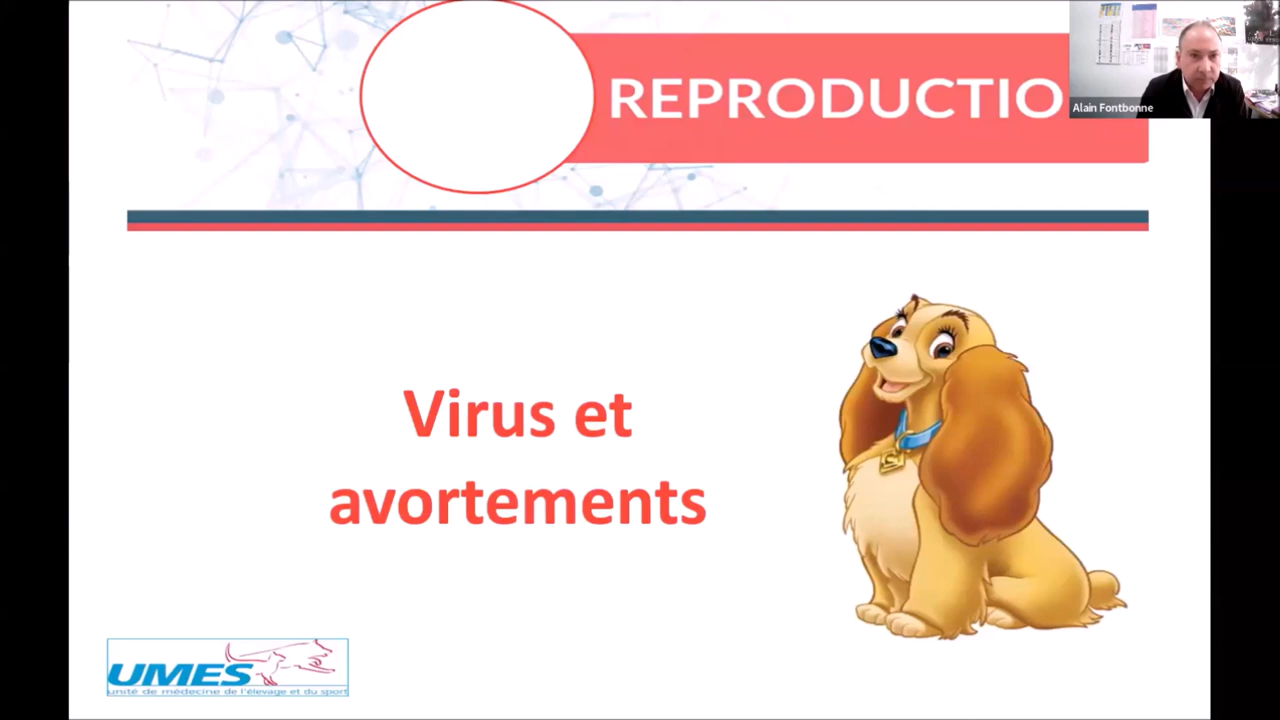 REPRODUCTIO
Alain Fontbonne
Virus et
avortements
UMES
unité de médecine de l'élevage et du sport